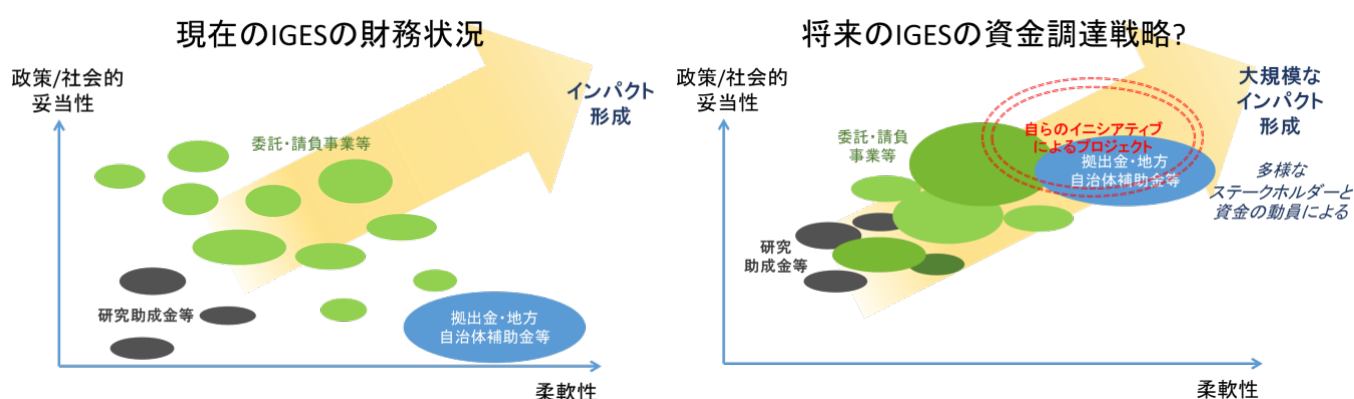 現在のIGESの財務状況
政策/社会的
妥当性
インパクト
形成
委託・請負事業等
研究助成金等
拠出金・地方
自治体補助金等
柔軟性
将来のIGESの資金調達戦略?
政策/社会的
妥当性
大規模な
インパクト
形成
委託・請負
事業等
自らのイニシアティブ
によるプロジェクト
拠出金・地方
自治体補助金等
多様な
ステークホルダーと
資金の動員による
研究
助成金等
柔軟性